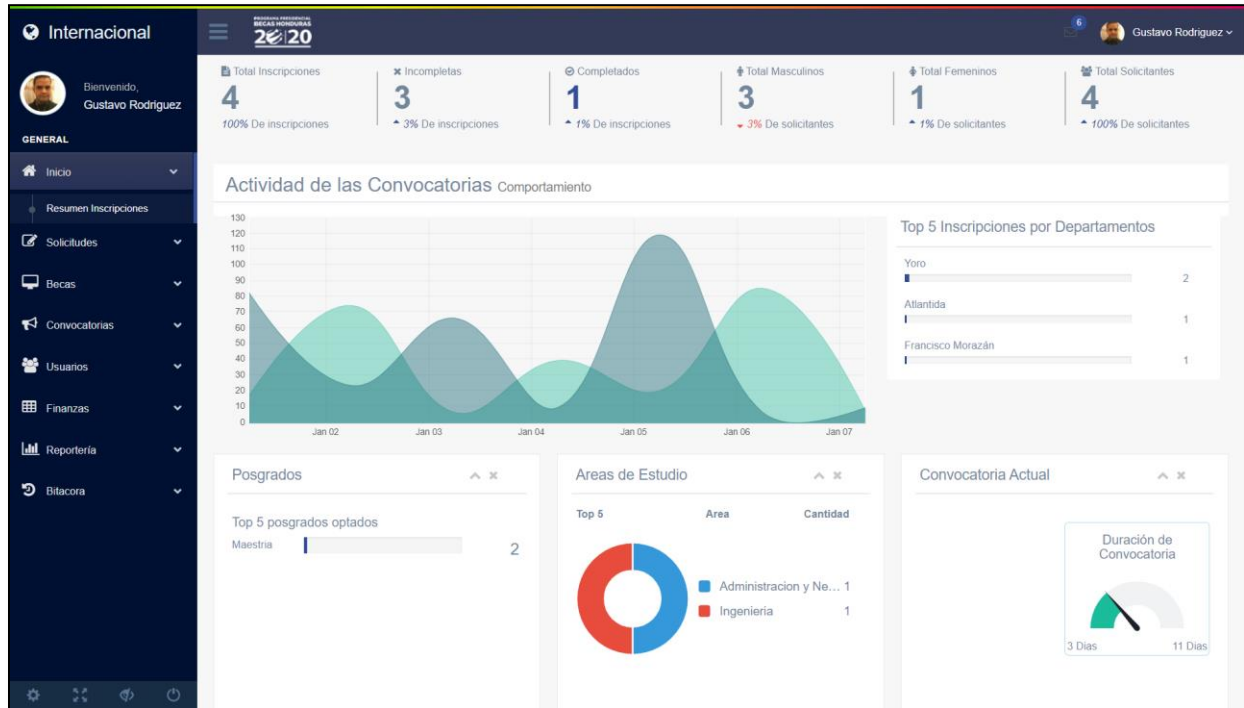 Internacional
PROGRAMA PRESIDENCIAL
BECAS HONDURAS
2020
6
Gustavo Rodriguez
Bienvenido,
Gustavo Rodriguez
GENERAL
Inicio
Resumen Inscripciones
Solicitudes
Becas
Convocatorias
Usuarios
Finanzas
Reportería
Bitacora
Total Inscripciones
4
100% De inscripciones
Incompletas
3
3% De inscripciones
Completados
1
1% De inscripciones
Total Masculinos
3
3% De solicitantes
Total Femeninos
1
1% De solicitantes
Total Solicitantes
4
100% De solicitantes
Actividad de las Convocatorias Comportamiento
130
120
110
100
90
80
70
60
50
40
30
20
10
0
Jan 02 Jan 03 Jan 04 Jan 05 Jan 06 Jan 07
Top 5 Inscripciones por Departamentos
Yoro
2
Atlantida
1
Francisco Morazán
1
Posgrados
Top 5 posgrados optados
Maestria 2
Areas de Estudio
Top 5 Area Cantidad
Administracion y Ne... 1
Ingenieria 1
Convocatoria Actual
Duración de
Convocatoria
3 Dias 11 Dias